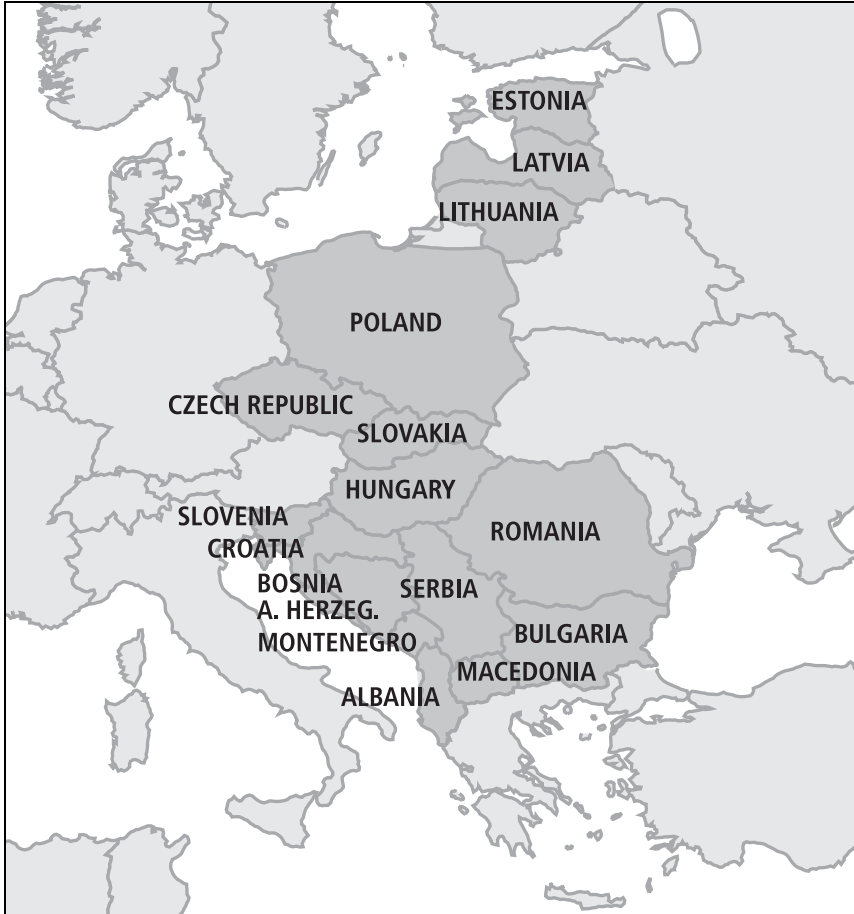 ESTONIA
LATVIA
LITHUANIA
POLAND
CZECH REPUBLIC
SLOVAKIA
HUNGARY
SLOVENIA
ROMANIA
CROATIA
BOSNIA
A. HERZEG.
SERBIA
MONTENEGRO
BULGARIA
MACEDONIA
ALBANIA